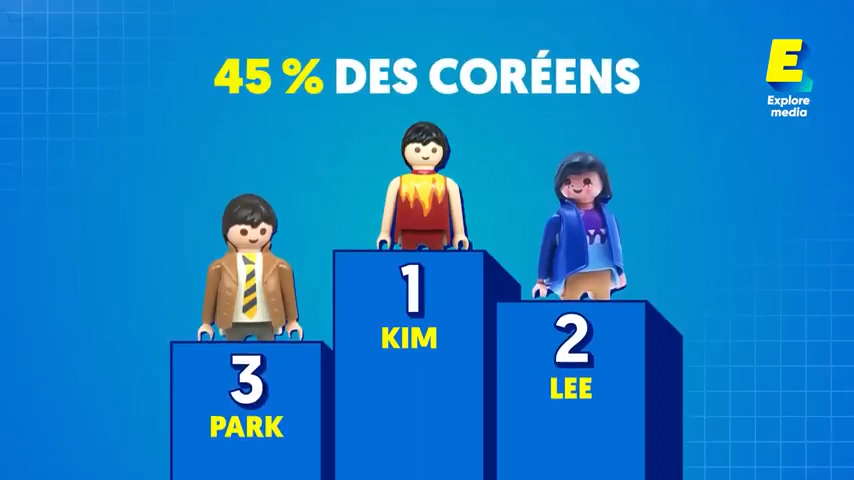 45 % DES CORÉENS
E
Explore
media
1
KIM
2
LEE
3
PARK